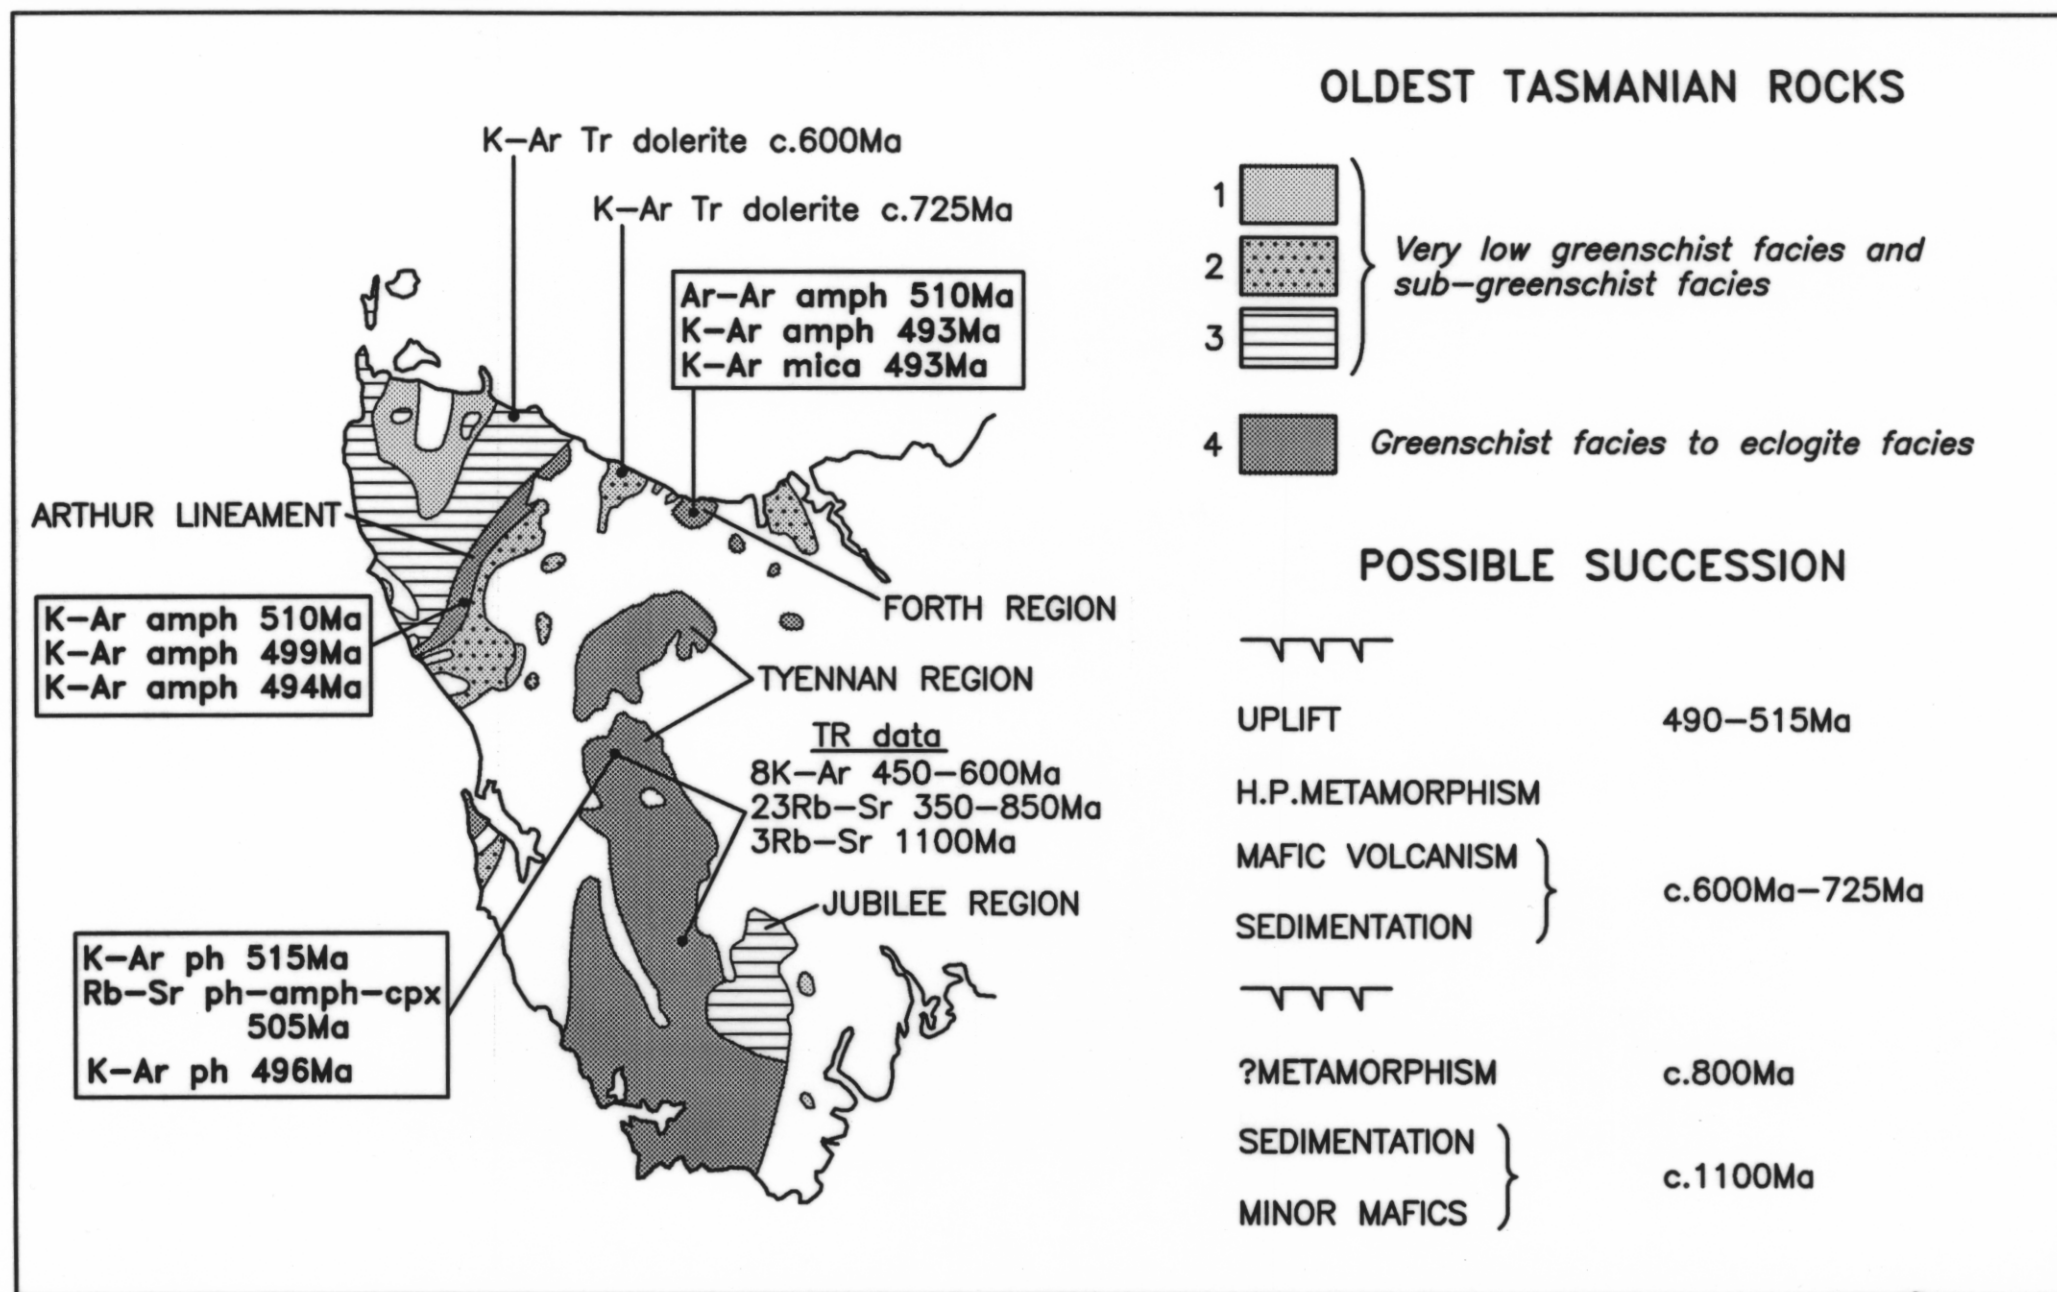 K-Ar Tr dolerite c.600Ma
K-Ar Tr dolerite c.725Ma
Ar-Ar amph 510Ma
K-Ar amph 493Ma
K-Ar mica 493Ma
ARTHUR LINEAMENT
FORTH REGION
K-Ar amph 510Ma
K-Ar amph 499Ma
K-Ar amph 494Ma
TYENNAN REGION
TR data
8K-Ar 450-600Ma
23Rb-Sr 350-850Ma
3Rb-Sr 1100Ma
JUBILEE REGION
K-Ar ph 515Ma
Rb-Sr ph-amph-cpx
505Ma
K-Ar ph 496Ma
OLDEST TASMANIAN ROCKS
1
2
3
Very low greenschist facies and
sub-greenschist facies
4 Greenschist facies to eclogite facies
POSSIBLE SUCCESSION
UPLIFT 490-515Ma
H.P.METAMORPHISM
MAFIC VOLCANISM
c.600Ma-725Ma
SEDIMENTATION
?METAMORPHISM c.800Ma
SEDIMENTATION
c.1100Ma
MINOR MAFICS